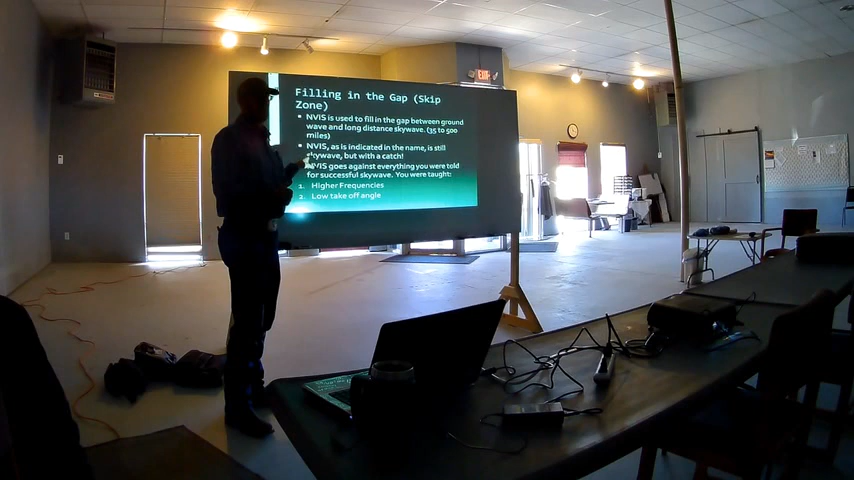 EXIT
Filling in the Gap (Skip
Zone)
NVIS is used to fill in the gap between ground
wave and long distance skywave. (35 to 500
miles)
NVIS, as is indicated in the name, is still
skywave, but with a catch!
NVIS goes against everything you were told
for successful skywave. You were taught:
1. Higher Frequencies
2. Low take off angle